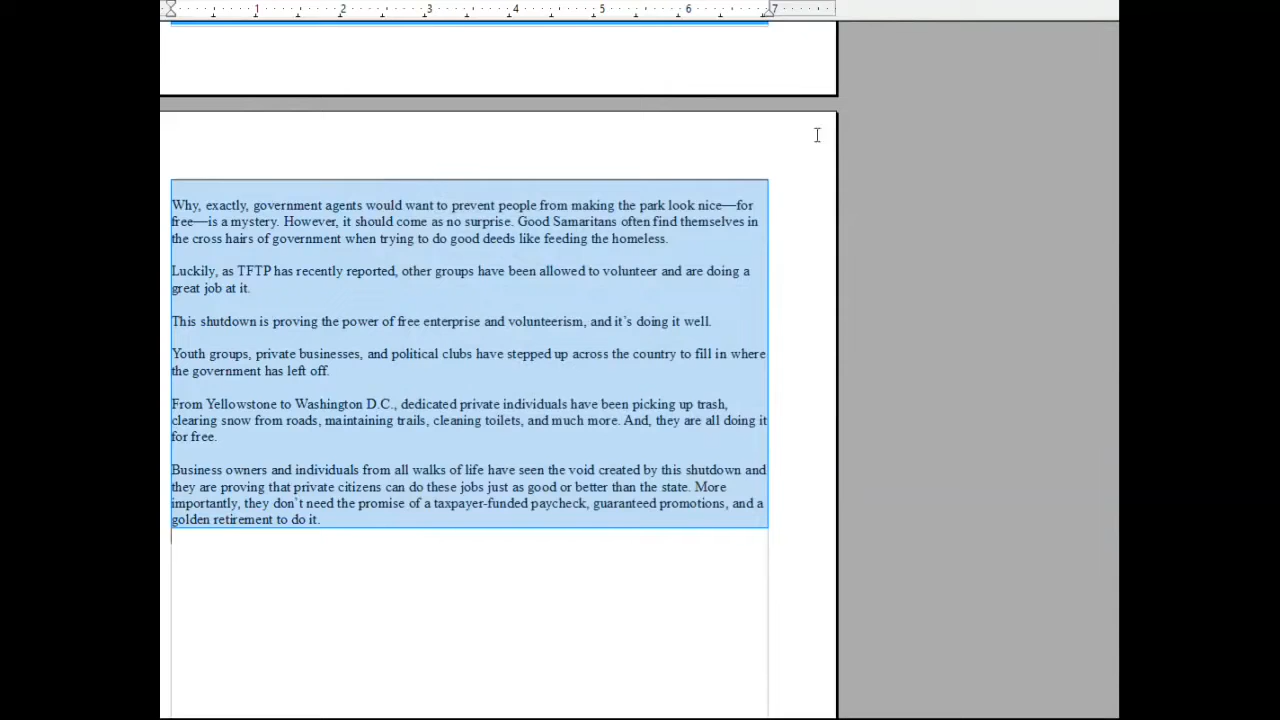 1 2 3 4 5 6 7
Why, exactly, government agents would want to prevent people from making the park look nice—for
free—is a mystery. However, it should come as no surprise. Good Samaritans often find themselves in
the cross hairs of government when trying to do good deeds like feeding the homeless.
Luckily, as TFTP has recently reported, other groups have been allowed to volunteer and are doing a
great job at it.
This shutdown is proving the power of free enterprise and volunteerism, and it’s doing it well.
Youth groups, private businesses, and political clubs have stepped up across the country to fill in where
the government has left off.
From Yellowstone to Washington D.C., dedicated private individuals have been picking up trash,
clearing snow from roads, maintaining trails, cleaning toilets, and much more. And, they are all doing it
for free.
Business owners and individuals from all walks of life have seen the void created by this shutdown and
they are proving that private citizens can do these jobs just as good or better than the state. More
importantly, they don’t need the promise of a taxpayer-funded paycheck, guaranteed promotions, and a
golden retirement to do it.